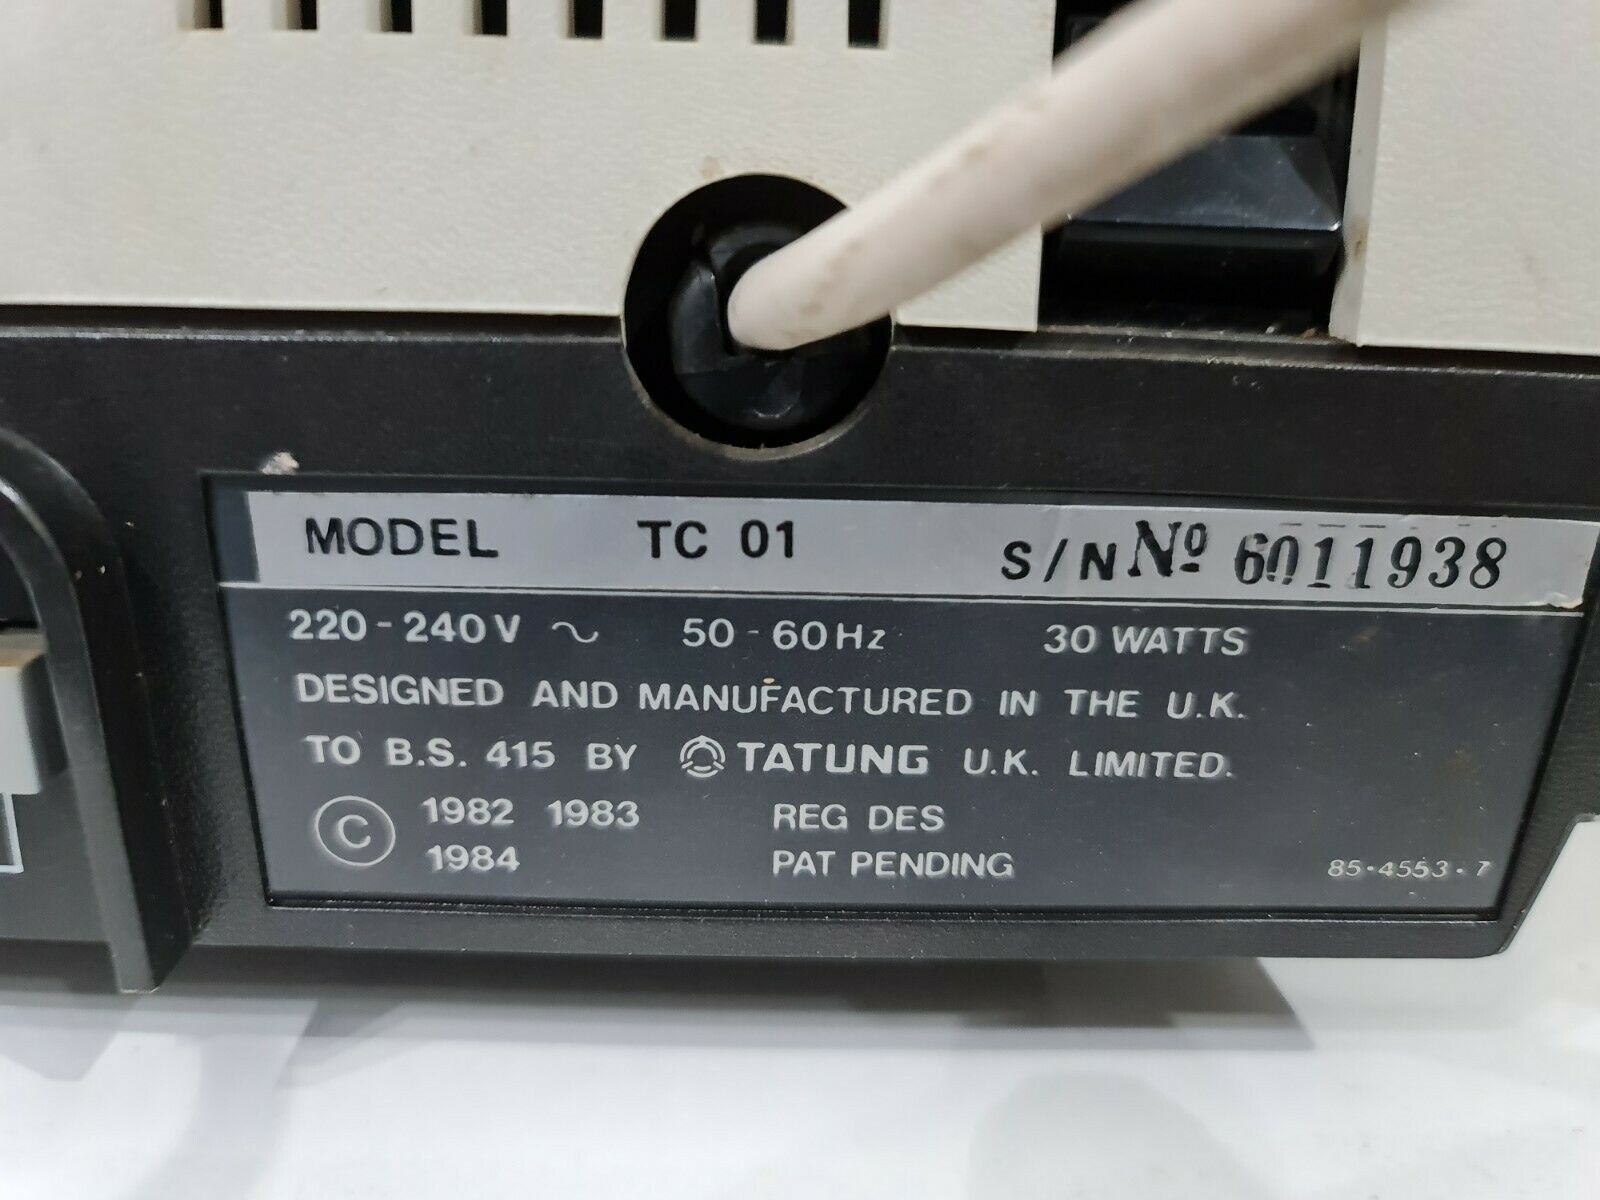 MODEL TC 01 S/N Nº 6011938
220-240V ~ 50-60Hz 30 WATTS
DESIGNED AND MANUFACTURED IN THE U.K.
TO B.S. 415 BY TATUNG U.K. LIMITED.
© 1982 1983 REG DES
1984 PAT PENDING 85·4553·7